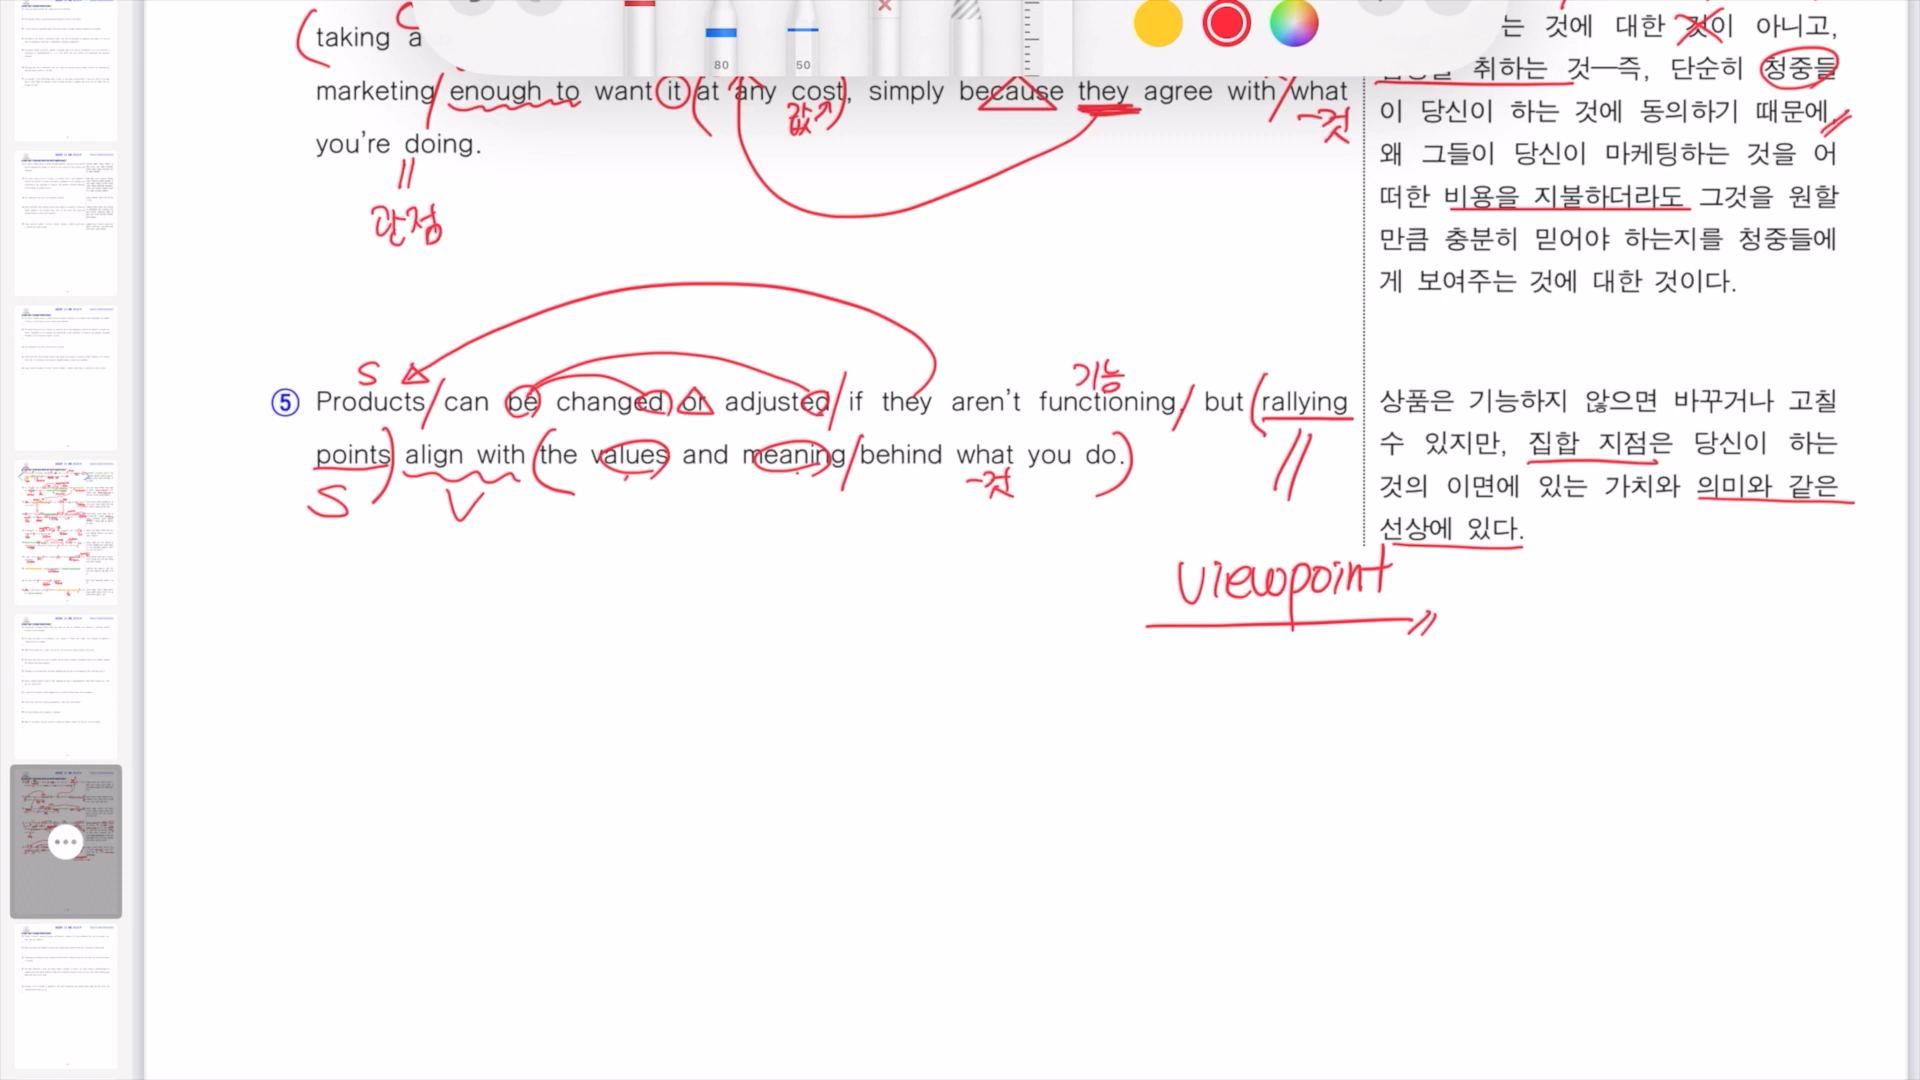 taking a
80
50
marketing enough to want it at any cost, simply because they agree with what
값, ~것
you're doing.
관점
는 것에 대한 것이 아니고,
취하는 것—즉, 단순히 청중들
이 당신이 하는 것에 동의하기 때문에,
왜 그들이 당신이 마케팅하는 것을 어
떠한 비용을 지불하더라도 그것을 원할
만큼 충분히 믿어야 하는지를 청중들에
게 보여주는 것에 대한 것이다.
S 기능
⑤ Products can be changed or adjusted if they aren't functioning, but rallying
points align with the values and meaning behind what you do.
S V ~것
상품은 기능하지 않으면 바꾸거나 고칠
수 있지만, 집합 지점은 당신이 하는
것의 이면에 있는 가치와 의미와 같은
선상에 있다.
viewpoint